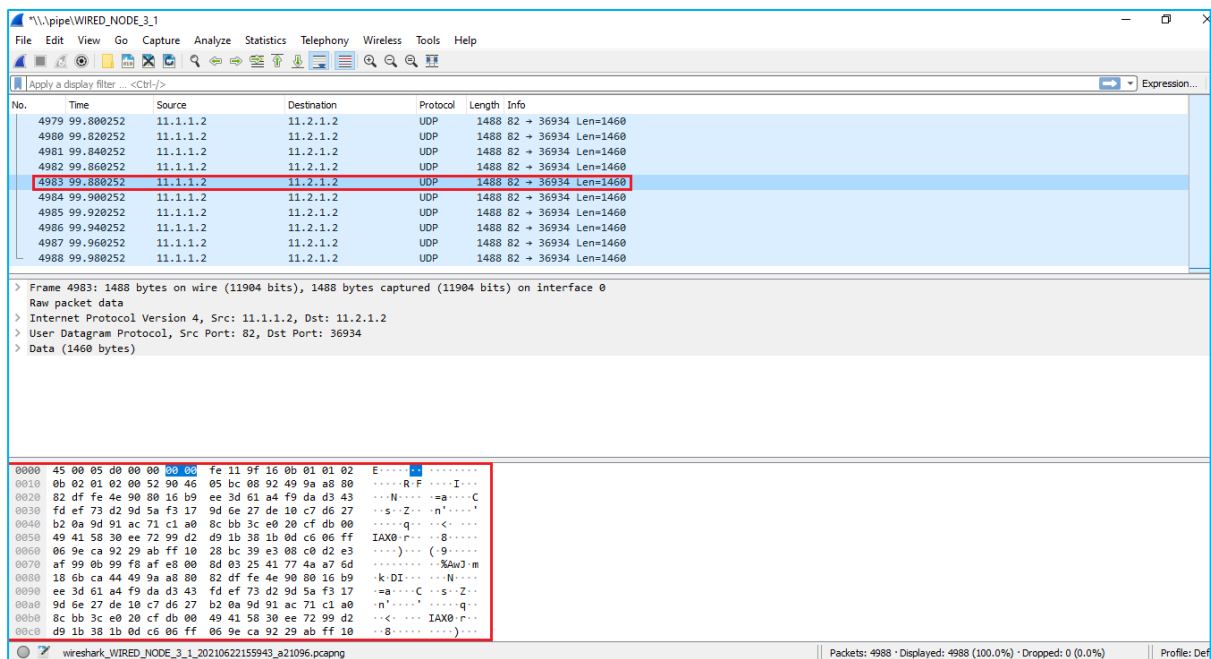 *\\.\pipe\WIRED_NODE_3_1
File Edit View Go Capture Analyze Statistics Telephony Wireless Tools Help
Apply a display filter ... <Ctrl-/> Expression...
No. Time Source Destination Protocol Length Info
4979 99.800252 11.1.1.2 11.2.1.2 UDP 1488 82 → 36934 Len=1460
4980 99.820252 11.1.1.2 11.2.1.2 UDP 1488 82 → 36934 Len=1460
4981 99.840252 11.1.1.2 11.2.1.2 UDP 1488 82 → 36934 Len=1460
4982 99.860252 11.1.1.2 11.2.1.2 UDP 1488 82 → 36934 Len=1460
4983 99.880252 11.1.1.2 11.2.1.2 UDP 1488 82 → 36934 Len=1460
4984 99.900252 11.1.1.2 11.2.1.2 UDP 1488 82 → 36934 Len=1460
4985 99.920252 11.1.1.2 11.2.1.2 UDP 1488 82 → 36934 Len=1460
4986 99.940252 11.1.1.2 11.2.1.2 UDP 1488 82 → 36934 Len=1460
4987 99.960252 11.1.1.2 11.2.1.2 UDP 1488 82 → 36934 Len=1460
4988 99.980252 11.1.1.2 11.2.1.2 UDP 1488 82 → 36934 Len=1460
> Frame 4983: 1488 bytes on wire (11904 bits), 1488 bytes captured (11904 bits) on interface 0
Raw packet data
> Internet Protocol Version 4, Src: 11.1.1.2, Dst: 11.2.1.2
> User Datagram Protocol, Src Port: 82, Dst Port: 36934
> Data (1460 bytes)
0000 45 00 05 d0 00 00 00 00 fe 11 9f 16 0b 01 01 02 E······· ········
0010 0b 02 01 02 00 52 90 46 05 bc 08 92 49 9a a8 80 ·····R·F ····I···
0020 82 df fe 4e 90 80 16 b9 ee 3d 61 a4 f9 da d3 43 ···N···· ·=a····C
0030 fd ef 73 d2 9d 5a f3 17 9d 6e 27 de 10 c7 d6 27 ··s··Z·· ·n'····'
0040 b2 0a 9d 91 ac 71 c1 a0 8c bb 3c e0 20 cf db 00 ·····q·· ··<· ···
0050 49 41 58 30 ee 72 99 d2 d9 1b 38 1b 0d c6 06 ff IAX0·r·· ··8·····
0060 06 9e ca 92 29 ab ff 10 28 bc 39 e3 08 c0 d2 e3 ····)··· (·9·····
0070 af 99 0b 99 f8 af e8 00 8d 03 25 41 77 4a a7 6d ········ ··%AwJ·m
0080 18 6b ca 44 49 9a a8 80 82 df fe 4e 90 80 16 b9 ·k·DI··· ···N····
0090 ee 3d 61 a4 f9 da d3 43 fd ef 73 d2 9d 5a f3 17 ·=a····C ··s··Z··
00a0 9d 6e 27 de 10 c7 d6 27 b2 0a 9d 91 ac 71 c1 a0 ·n'····' ·····q··
00b0 8c bb 3c e0 20 cf db 00 49 41 58 30 ee 72 99 d2 ··<· ··· IAX0·r··
00c0 d9 1b 38 1b 0d c6 06 ff 06 9e ca 92 29 ab ff 10 ··8····· ····)···
wireshark_WIRED_NODE_3_1_20210622155943_a21096.pcapng Packets: 4988 · Displayed: 4988 (100.0%) · Dropped: 0 (0.0%) Profile: Def